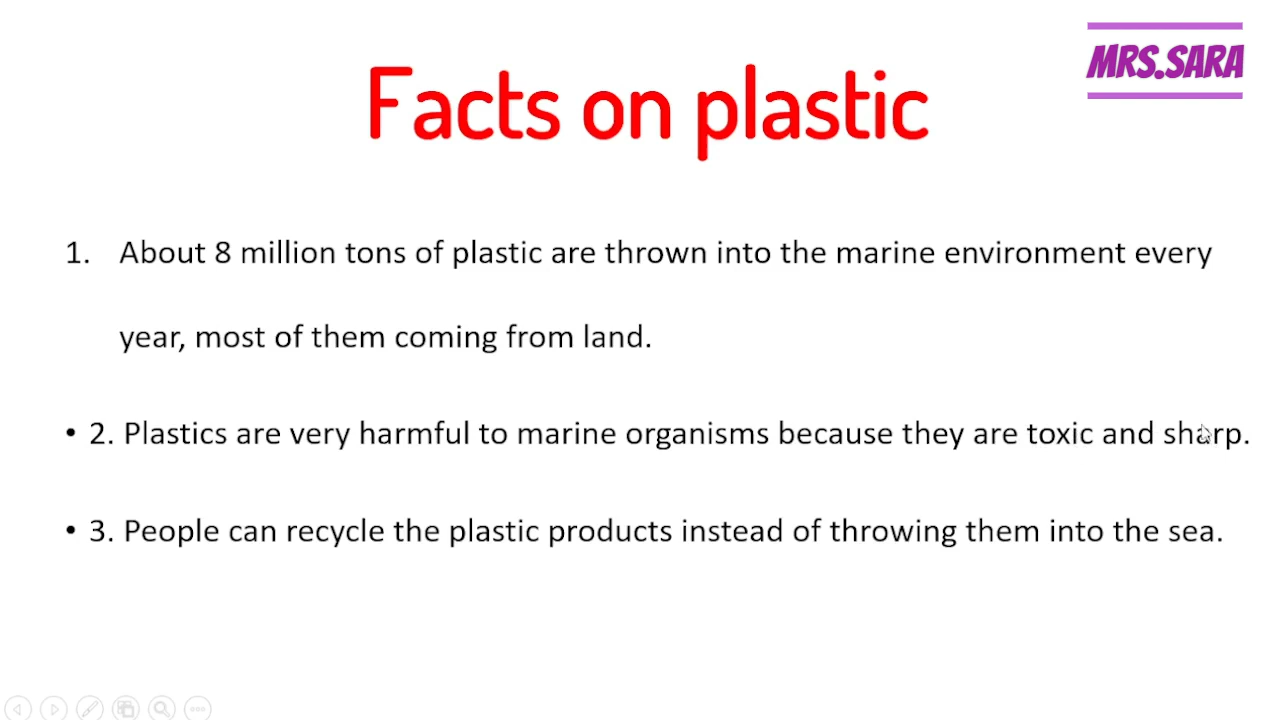 MRS.SARA
Facts on plastic
1. About 8 million tons of plastic are thrown into the marine environment every
year, most of them coming from land.
• 2. Plastics are very harmful to marine organisms because they are toxic and sharp.
• 3. People can recycle the plastic products instead of throwing them into the sea.